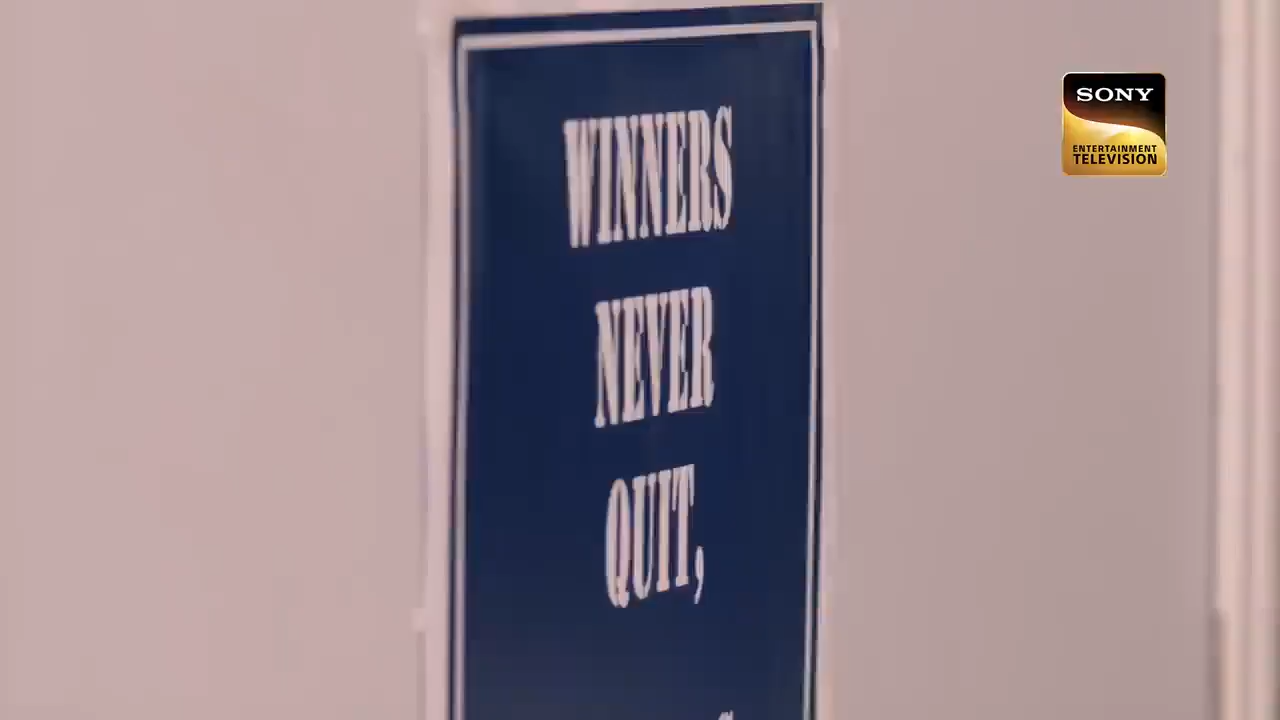 WINNERS
NEVER
QUIT,
SONY
ENTERTAINMENT
TELEVISION